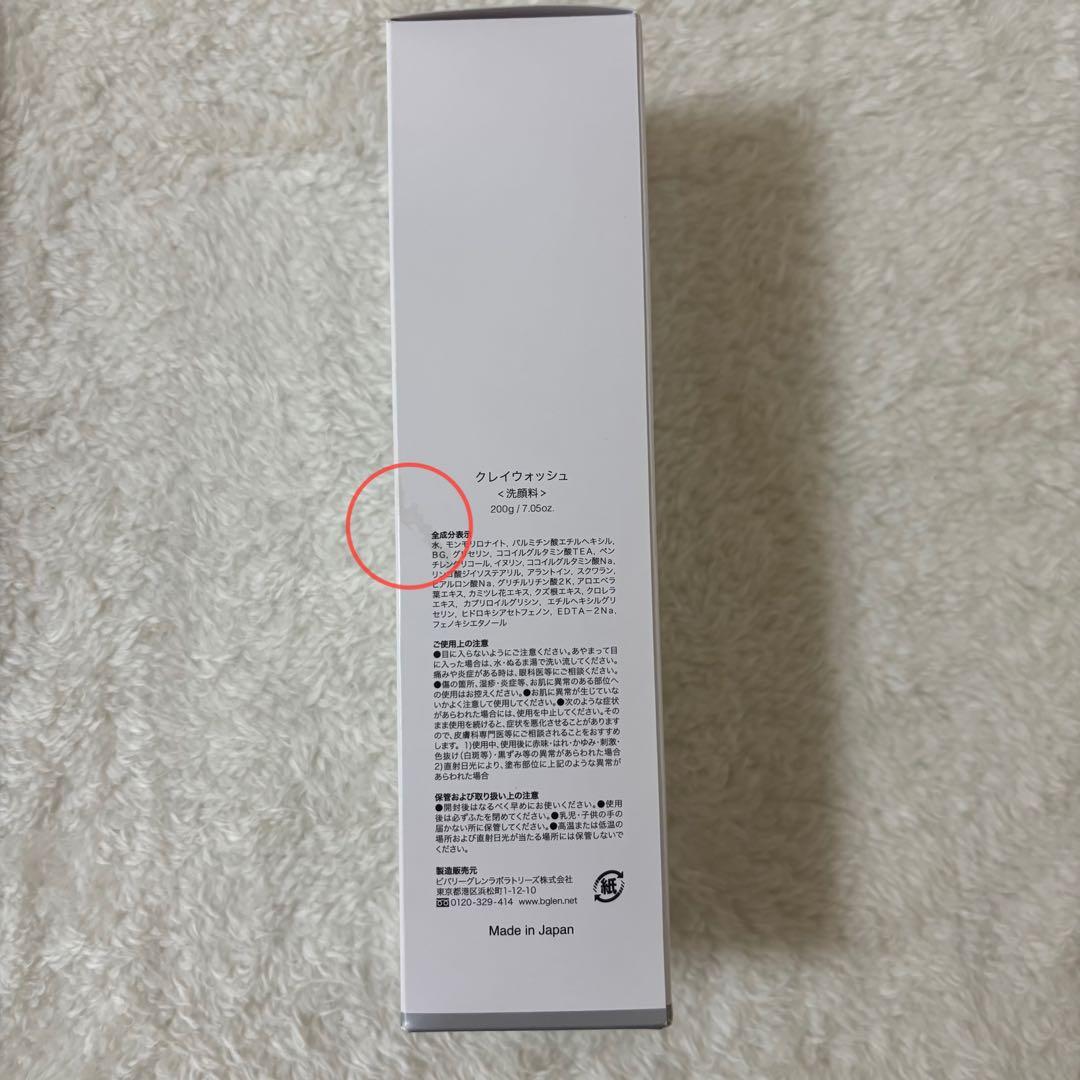 クレイウォッシュ
<洗顔料>
200g / 7.05oz.
全成分表示
水, モンモリロナイト, パルミチン酸エチルヘキシル,
BG, グリセリン, ココイルグルタミン酸TEA, ペン
チレングリコール, イヌリン, ココイルグルタミン酸Na,
リンゴ酸ジイソステアリル, アラントイン, スクワラン,
ヒアルロン酸Na, グリチルリチン酸2K, アロエベラ
葉エキス, カミツレ花エキス, クズ根エキス, クロレラ
エキス, カプリロイルグリシン, エチルヘキシルグリ
セリン, ヒドロキシアセトフェノン, EDTA－2Na,
フェノキシエタノール
ご使用上の注意
●目に入らないようにご注意ください。あやまって目
に入った場合は、水・ぬるま湯で洗い流してください。
痛みや炎症がある時は、眼科医等にご相談ください。
●傷の箇所、湿疹・炎症等、お肌に異常のある部位へ
の使用はお控えください。●お肌に異常が生じていな
いかよく注意して使用してください。●次のような症状
があらわれた場合には、使用を中止してください。その
まま使用を続けると、症状を悪化させることがあります
ので、皮膚科専門医等にご相談されることをおすすめ
します。 1)使用中、使用後に赤味・はれ・かゆみ・刺激・
色抜け(白斑等)・黒ずみ等の異常があらわれた場合
2)直射日光により、塗布部位に上記のような異常が
あらわれた場合
保管および取り扱い上の注意
●開封後はなるべく早めにお使いください。●使用
後は必ずふたを閉めてください。●乳児・子供の手の
届かない所に保管してください。●高温または低温の
場所および直射日光が当たる場所には保管しないで
ください。
製造販売元
ビバリーグレンラボラトリーズ株式会社
東京都港区浜松町1-12-10
0120-329-414 www.bglen.net
紙
Made in Japan